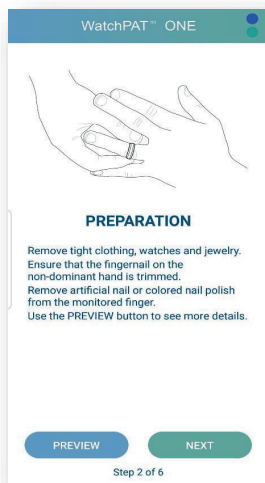 WatchPAT™ ONE
PREPARATION
Remove tight clothing, watches and jewelry.
Ensure that the fingernail on the
non-dominant hand is trimmed.
Remove artificial nail or colored nail polish
from the monitored finger.
Use the PREVIEW button to see more details.
PREVIEW NEXT
Step 2 of 6